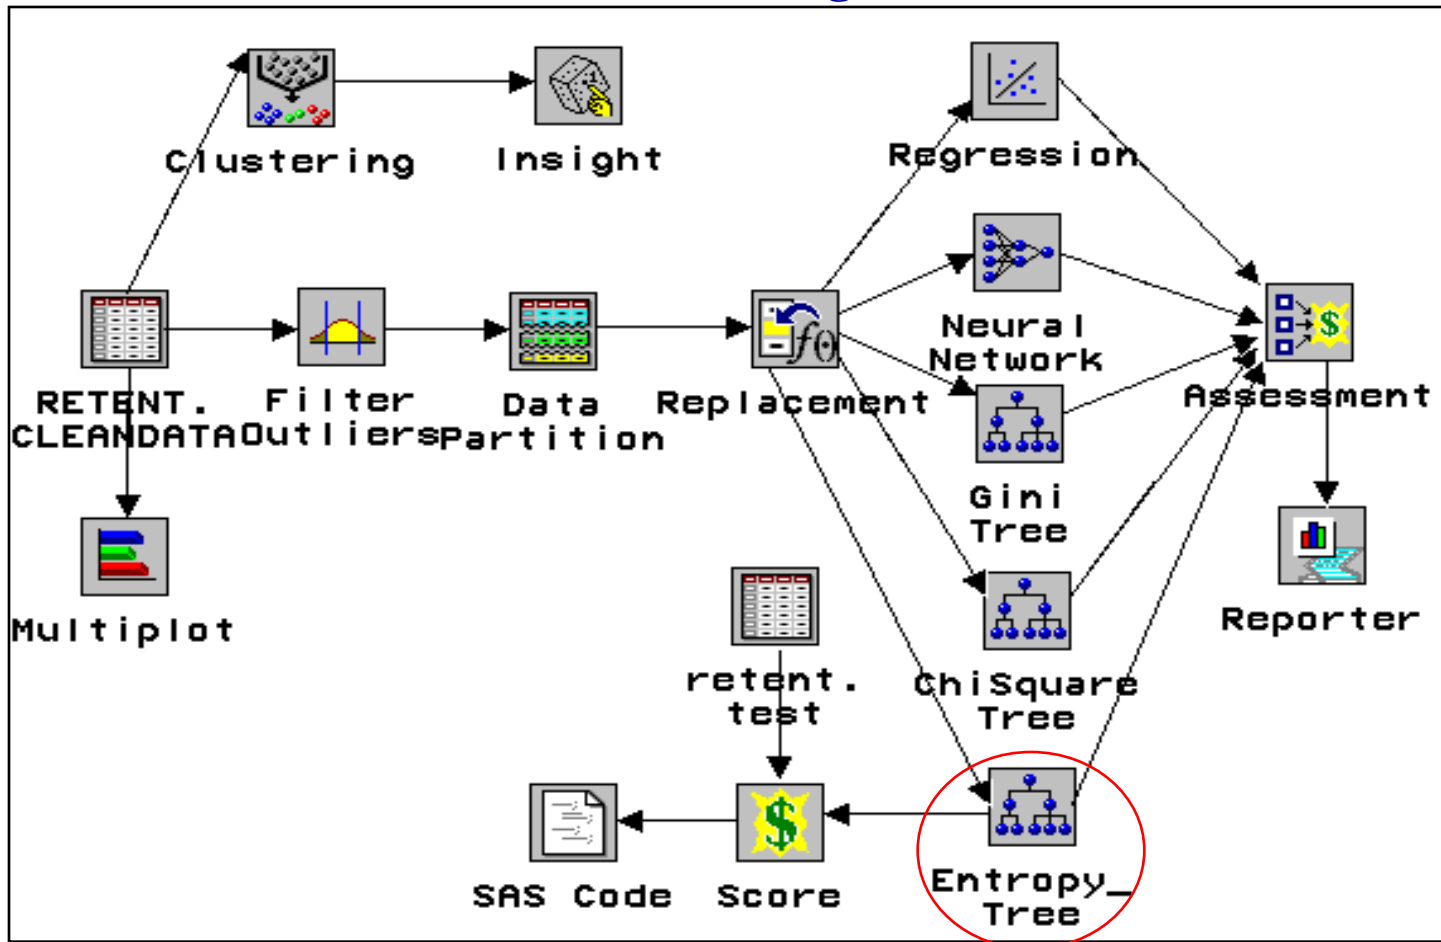 Clustering
Insight
Regression
RETENT.
CLEANDATA
Filter
Outliers
Data
Partition
Replacement
f()
Neural
Network
$
Assessment
Gini
Tree
Multiplot
retent.
test
ChiSquare
Tree
Reporter
SAS Code
$
Score
Entropy_
Tree